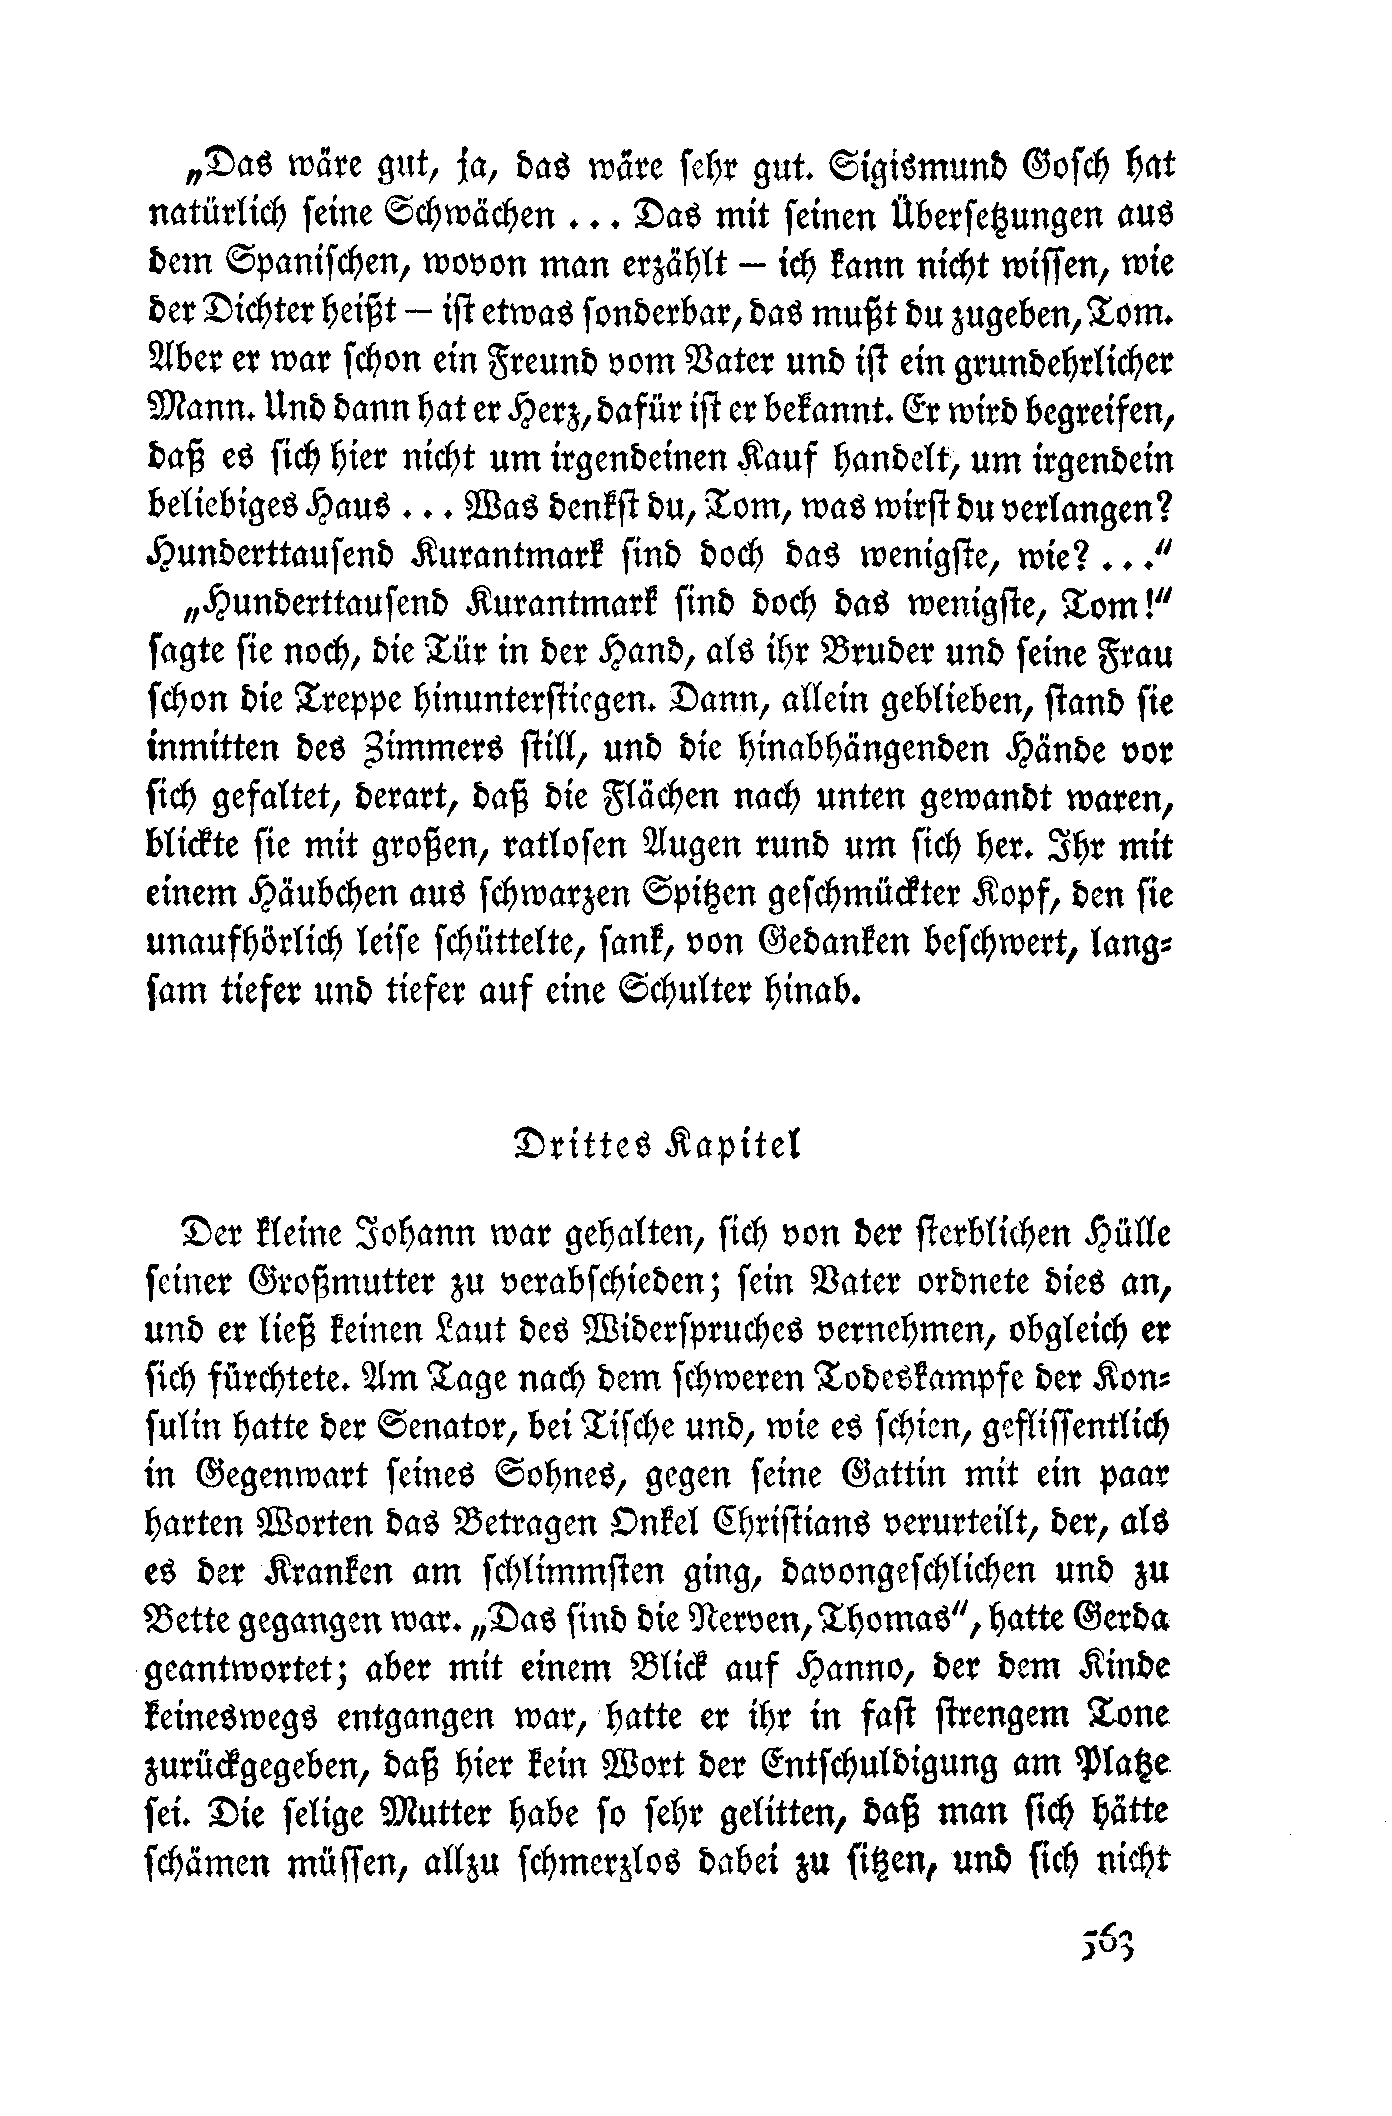 „Das wäre gut, ja, das wäre sehr gut. Sigismund Gosch hat
natürlich seine Schwächen ... Das mit seinen Übersetzungen aus
dem Spanischen, wovon man erzählt — ich kann nicht wissen, wie
der Dichter heißt — ist etwas sonderbar, das mußt du zugeben, Tom.
Aber er war schon ein Freund vom Vater und ist ein grundehrlicher
Mann. Und dann hat er Herz, dafür ist er bekannt. Er wird begreifen,
daß es sich hier nicht um irgendeinen Kauf handelt, um irgendein
beliebiges Haus ... Was denkst du, Tom, was wirst du verlangen?
Hunderttausend Kurantmark sind doch das wenigste, wie? ...“
„Hunderttausend Kurantmark sind doch das wenigste, Tom!“
sagte sie noch, die Tür in der Hand, als ihr Bruder und seine Frau
schon die Treppe hinunterstiegen. Dann, allein geblieben, stand sie
inmitten des Zimmers still, und die hinabhängenden Hände vor
sich gefaltet, derart, daß die Flächen nach unten gewandt waren,
blickte sie mit großen, ratlosen Augen rund um sich her. Ihr mit
einem Häubchen aus schwarzen Spitzen geschmückter Kopf, den sie
unaufhörlich leise schüttelte, sank, von Gedanken beschwert, lang-
sam tiefer und tiefer auf eine Schulter hinab.
Drittes Kapitel
Der kleine Johann war gehalten, sich von der sterblichen Hülle
seiner Großmutter zu verabschieden; sein Vater ordnete dies an,
und er ließ keinen Laut des Widerspruches vernehmen, obgleich er
sich fürchtete. Am Tage nach dem schweren Todeskampfe der Kon-
sulin hatte der Senator, bei Tische und, wie es schien, geflissentlich
in Gegenwart seines Sohnes, gegen seine Gattin mit ein paar
harten Worten das Betragen Onkel Christians verurteilt, der, als
es der Kranken am schlimmsten ging, davongeschlichen und zu
Bette gegangen war. „Das sind die Nerven, Thomas“, hatte Gerda
geantwortet; aber mit einem Blick auf Hanno, der dem Kinde
keineswegs entgangen war, hatte er ihr in fast strengem Tone
zurückgegeben, daß hier kein Wort der Entschuldigung am Platze
sei. Die selige Mutter habe so sehr gelitten, daß man sich hätte
schämen müssen, allzu schmerzlos dabei zu sitzen, und sich nicht
563